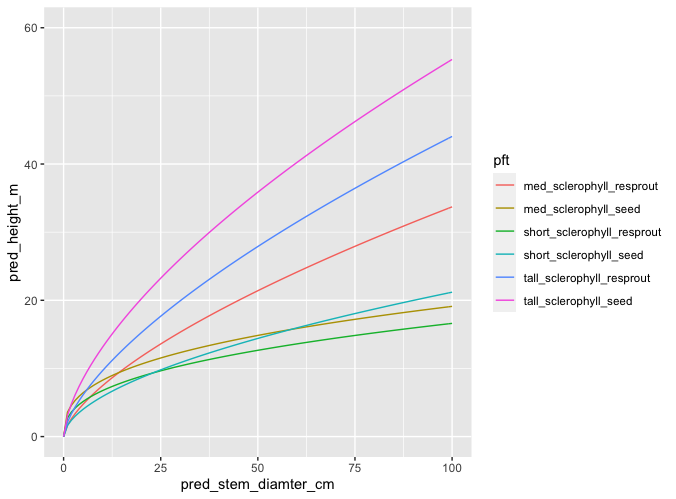 60
40
20
0
pred_height_m
0 25 50 75 100
pred_stem_diamter_cm
pft
med_sclerophyll_resprout
med_sclerophyll_seed
short_sclerophyll_resprout
short_sclerophyll_seed
tall_sclerophyll_resprout
tall_sclerophyll_seed